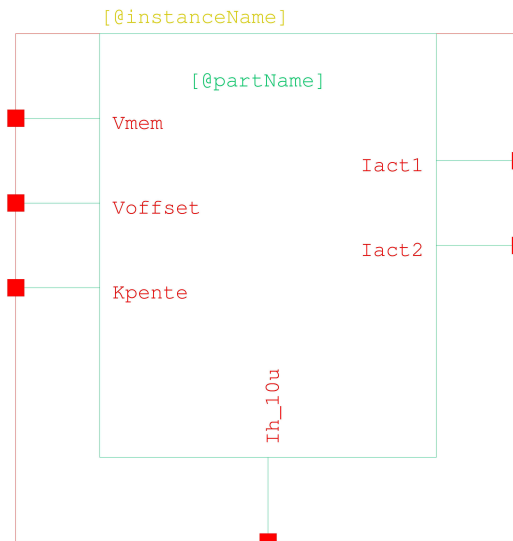 [@instanceName]
[@partName]
Vmem
Iact1
Voffset
Iact2
Kpente
Ih_10u